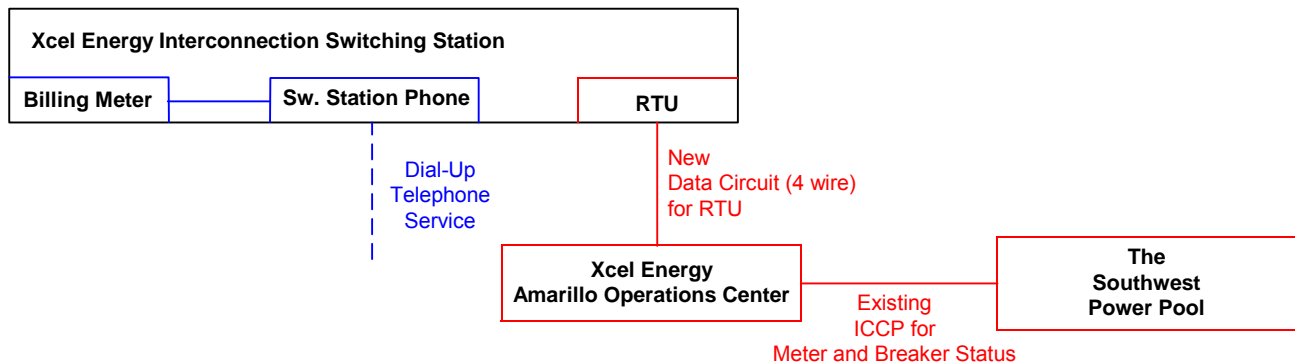 Xcel Energy Interconnection Switching Station
Billing Meter
Sw. Station Phone
RTU
Dial-Up
Telephone
Service
New
Data Circuit (4 wire)
for RTU
Xcel Energy
Amarillo Operations Center
The
Southwest
Power Pool
Existing
ICCP for
Meter and Breaker Status